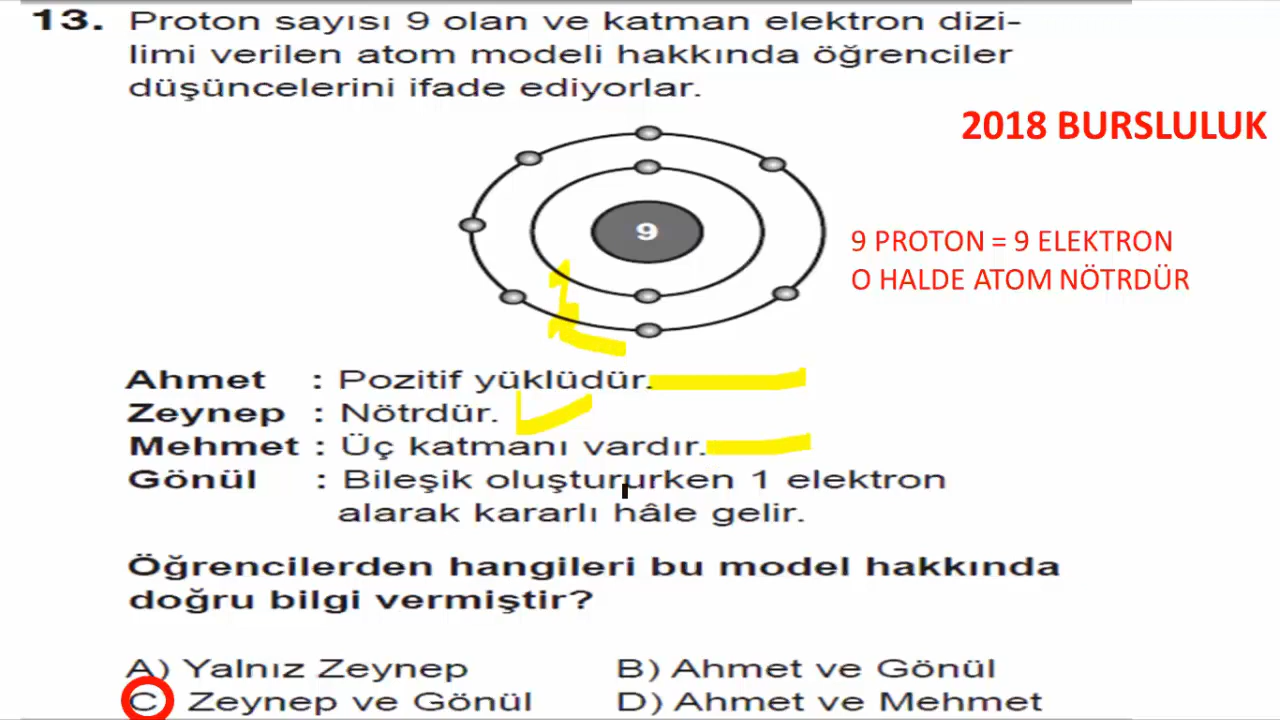 13. Proton sayısı 9 olan ve katman elektron dizi-
limi verilen atom modeli hakkında öğrenciler
düşüncelerini ifade ediyorlar.
2018 BURSLULUK
9
9 PROTON = 9 ELEKTRON
O HALDE ATOM NÖTRDÜR
Ahmet : Pozitif yüklüdür.
Zeynep : Nötrdür.
Mehmet : Üç katmanı vardır.
Gönül : Bileşik oluştururken 1 elektron
alarak kararlı hâle gelir.
Öğrencilerden hangileri bu model hakkında
doğru bilgi vermiştir?
A) Yalnız Zeynep B) Ahmet ve Gönül
C Zeynep ve Gönül D) Ahmet ve Mehmet